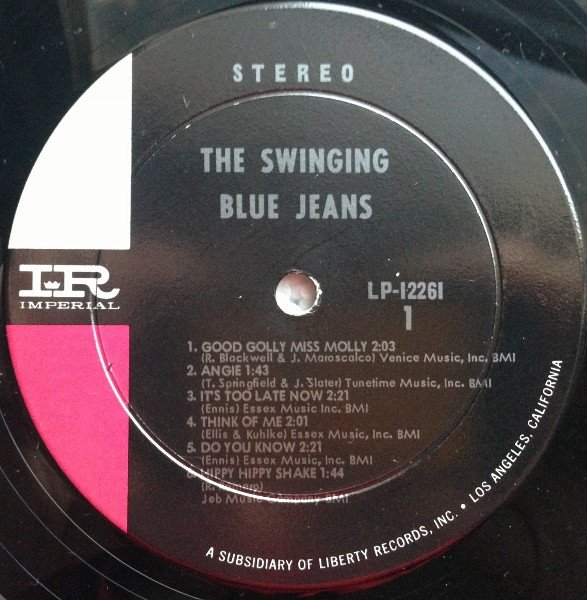 STEREO
THE SWINGING
BLUE JEANS
IR
IMPERIAL
LP-12261
1
1. GOOD GOLLY MISS MOLLY 2:03
(R. Blackwell & J. Marascalco) Venice Music, Inc. BMI
2. ANGIE 1:43
(T. Springfield & J. Slater) Tunetime Music, Inc. BMI
3. IT'S TOO LATE NOW 2:21
(Ennis) Essex Music Inc. BMI
4. THINK OF ME 2:01
(Ellis & Kuhlke) Essex Music, Inc. BMI
5. DO YOU KNOW 2:21
(Ennis) Essex Music, Inc. BMI
HIPPY HIPPY SHAKE 1:44
Jeb Music Company BMI
A SUBSIDIARY OF LIBERTY RECORDS, INC. • LOS ANGELES, CALIFORNIA